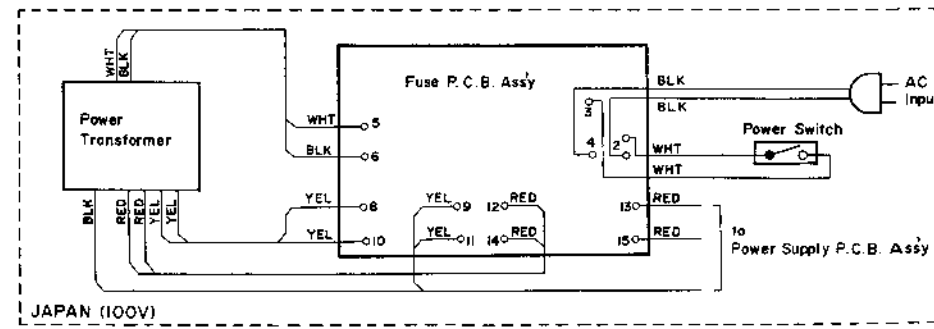 WHT
BLK
Power
Transformer
BLK
RED
RED
YEL
YEL
WHT
5
BLK
6
YEL
8
YEL
10
Fuse P.C.B. Ass'y
YEL
9
YEL
11
12
RED
14
RED
3
4
2
13
RED
15
RED
BLK
BLK
WHT
WHT
AC
Input
Power Switch
to
Power Supply P.C.B. Ass'y
JAPAN (100V)